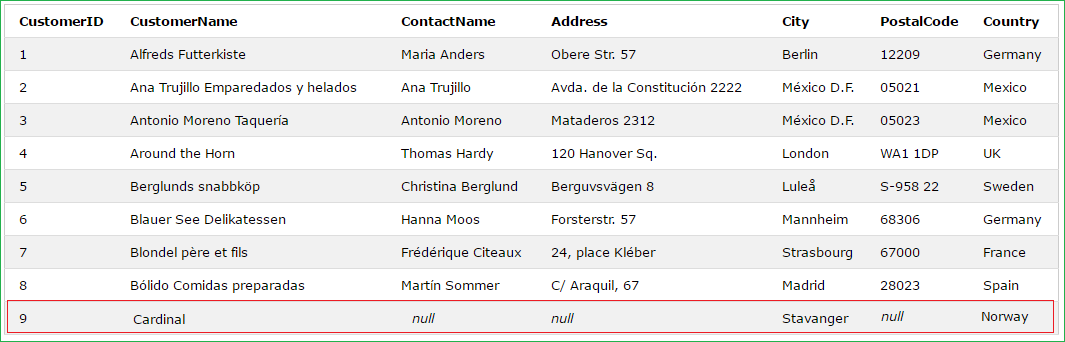 CustomerID CustomerName ContactName Address City PostalCode Country
1 Alfreds Futterkiste Maria Anders Obere Str. 57 Berlin 12209 Germany
2 Ana Trujillo Emparedados y helados Ana Trujillo Avda. de la Constitución 2222 México D.F. 05021 Mexico
3 Antonio Moreno Taquería Antonio Moreno Mataderos 2312 México D.F. 05023 Mexico
4 Around the Horn Thomas Hardy 120 Hanover Sq. London WA1 1DP UK
5 Berglunds snabbköp Christina Berglund Berguvsvägen 8 Luleå S-958 22 Sweden
6 Blauer See Delikatessen Hanna Moos Forsterstr. 57 Mannheim 68306 Germany
7 Blondel père et fils Frédérique Citeaux 24, place Kléber Strasbourg 67000 France
8 Bólido Comidas preparadas Martín Sommer C/ Araquil, 67 Madrid 28023 Spain
9 Cardinal null null Stavanger null Norway